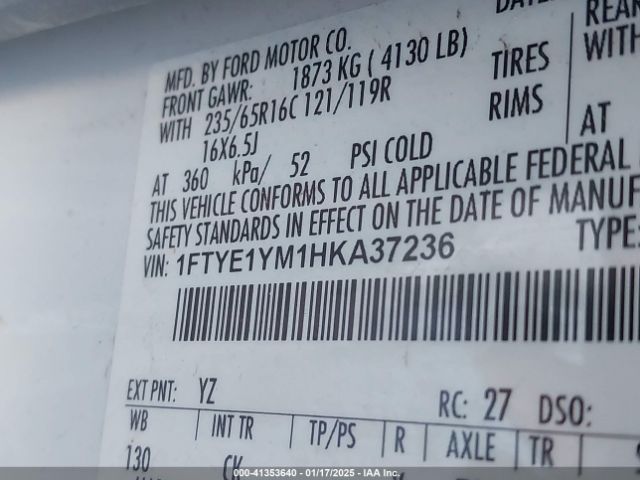 MFD. BY FORD MOTOR CO.
FRONT GAWR: 1873 KG ( 4130 LB)
WITH 235/65R16C 121/119R TIRES
16X6.5J RIMS
AT 360 kPa/ 52 PSI COLD
THIS VEHICLE CONFORMS TO ALL APPLICABLE FEDERAL
SAFETY STANDARDS IN EFFECT ON THE DATE OF MANUF
VIN: 1FTYE1YM1HKA37236
TYPE:
REAR
WITH
AT
EXT PNT: YZ RC: 27 DSO:
WB INT TR TP/PS R AXLE TR
130 CK
000-41353640 - 01/17/2025 - IAA Inc.